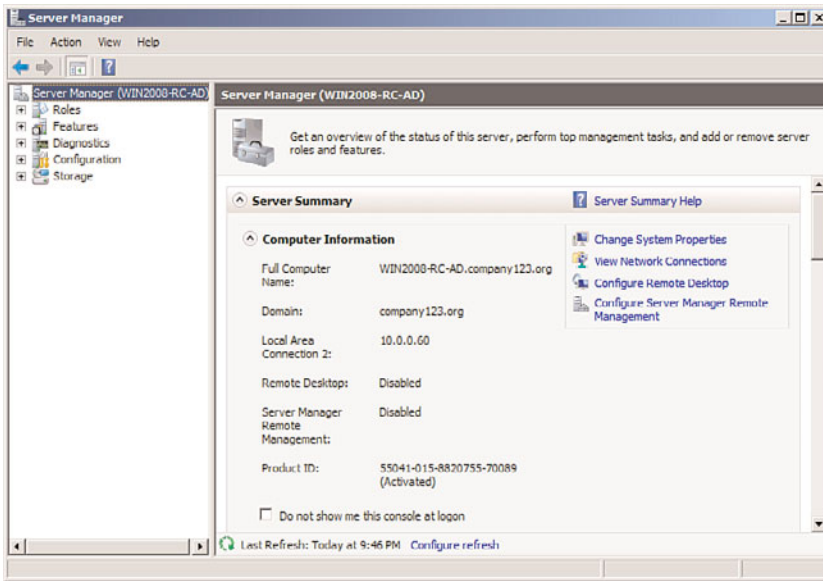 Server Manager
File Action View Help
Server Manager (WIN2008-RC-AD)
Roles
Features
Diagnostics
Configuration
Storage
Server Manager (WIN2008-RC-AD)
Get an overview of the status of this server, perform top management tasks, and add or remove server
roles and features.
Server Summary
Server Summary Help
Computer Information
Full Computer
Name:
WIN2008-RC-AD.company123.org
Domain:
company123.org
Local Area
Connection 2:
10.0.0.60
Remote Desktop:
Disabled
Server Manager
Remote
Management:
Disabled
Product ID:
55041-015-8820755-70089
(Activated)
Do not show me this console at logon
Change System Properties
View Network Connections
Configure Remote Desktop
Configure Server Manager Remote
Management
Last Refresh: Today at 9:46 PM Configure refresh